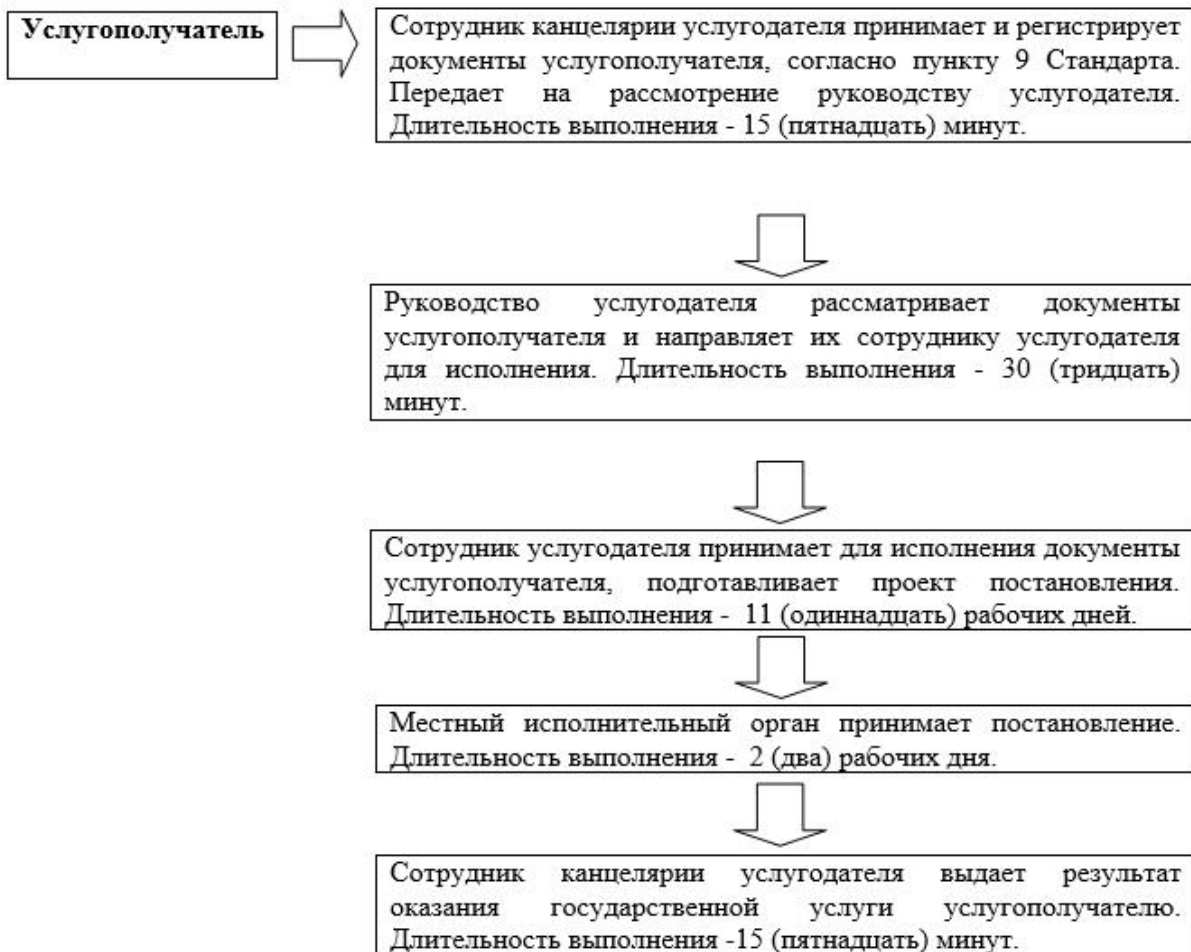 Услугополучатель
Сотрудник канцелярии услугодателя принимает и регистрирует
документы услугополучателя, согласно пункту 9 Стандарта.
Передает на рассмотрение руководству услугодателя.
Длительность выполнения - 15 (пятнадцать) минут.
Руководство услугодателя рассматривает документы
услугополучателя и направляет их сотруднику услугодателя
для исполнения. Длительность выполнения - 30 (тридцать)
минут.
Сотрудник услугодателя принимает для исполнения документы
услугополучателя, подготавливает проект постановления.
Длительность выполнения - 11 (одиннадцать) рабочих дней.
Местный исполнительный орган принимает постановление.
Длительность выполнения - 2 (два) рабочих дня.
Сотрудник канцелярии услугодателя выдает результат
оказания государственной услуги услугополучателю.
Длительность выполнения -15 (пятнадцать) минут.